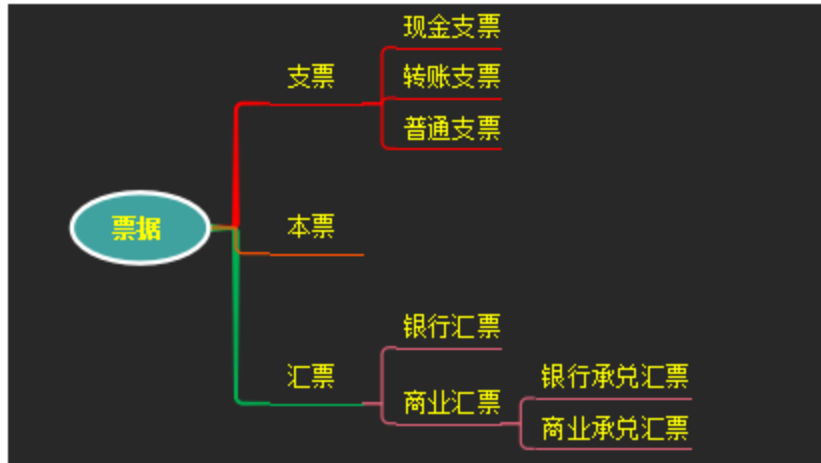 票据
支票
现金支票
转账支票
普通支票
本票
汇票
银行汇票
商业汇票
银行承兑汇票
商业承兑汇票